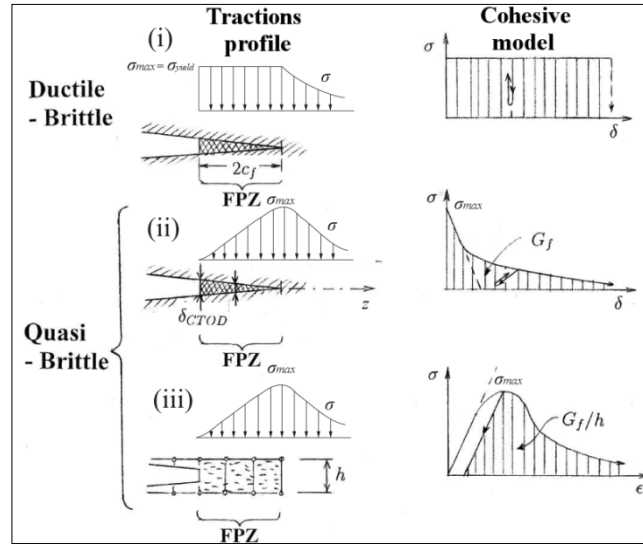 Tractions
profile
Cohesive
model
Ductile
- Brittle
(i)
σmax = σyield
σ
2cf
FPZ
σ
δ
Quasi
- Brittle
(ii)
σmax
σ
z
δCTOD
FPZ
σ
σmax
Gf
δ
(iii)
σmax
σ
h
FPZ
σ
σmax
Gf/h
ϵ